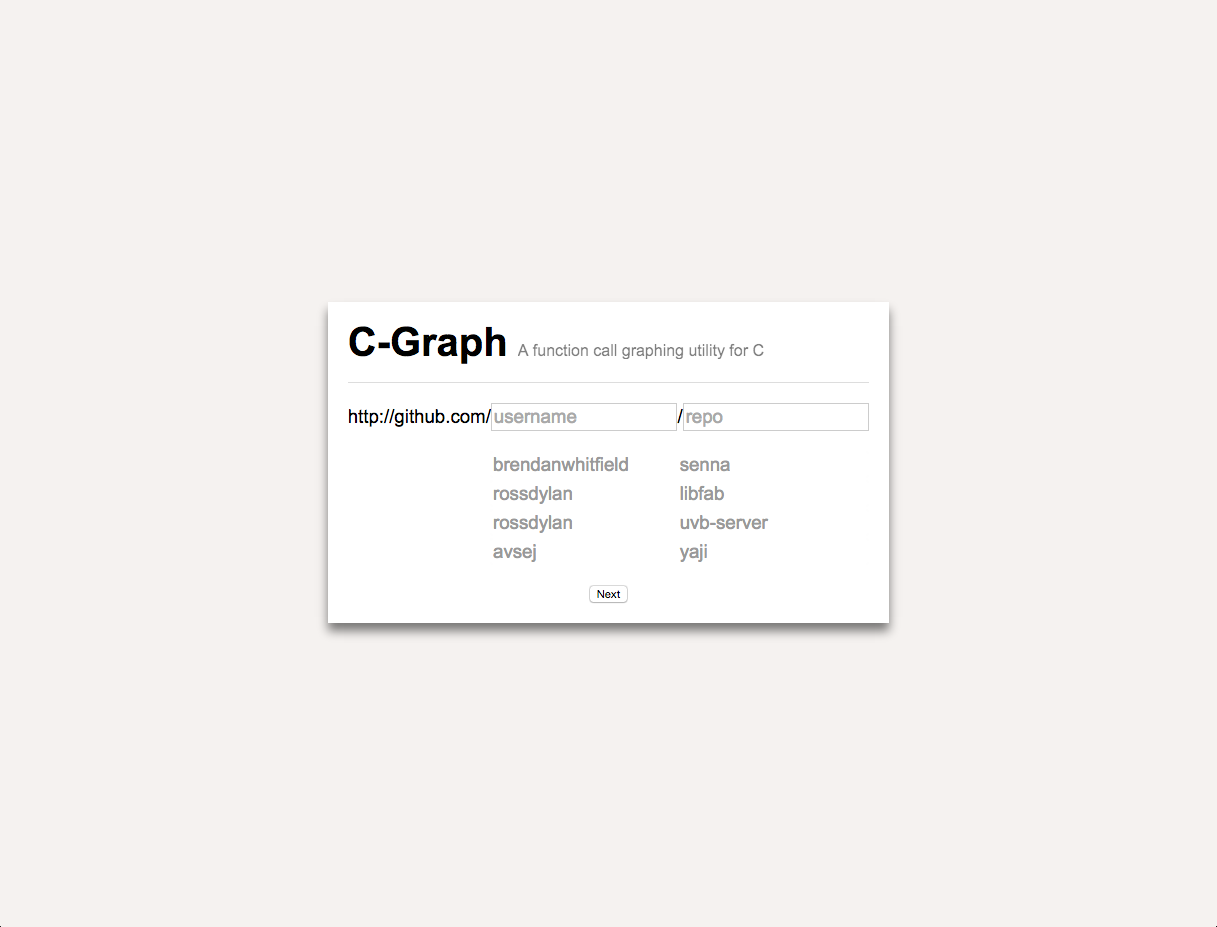 C-Graph A function call graphing utility for C
http://github.com/username/repo
brendanwhitfield senna
rossdylan libfab
rossdylan uvb-server
avsej yaji
Next